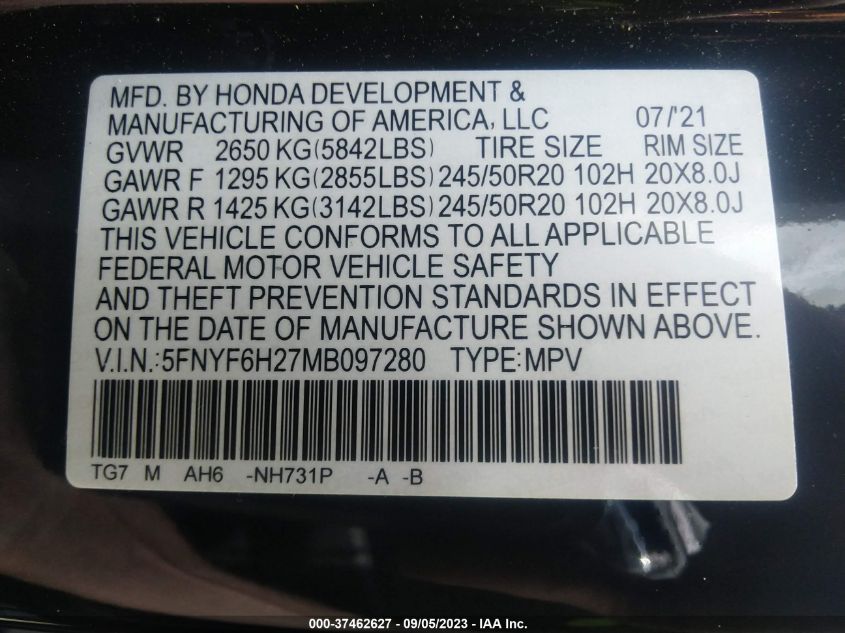 MFD. BY HONDA DEVELOPMENT &
MANUFACTURING OF AMERICA, LLC 07/'21
GVWR 2650 KG(5842LBS) TIRE SIZE RIM SIZE
GAWR F 1295 KG(2855LBS) 245/50R20 102H 20X8.0J
GAWR R 1425 KG(3142LBS) 245/50R20 102H 20X8.0J
THIS VEHICLE CONFORMS TO ALL APPLICABLE
FEDERAL MOTOR VEHICLE SAFETY
AND THEFT PREVENTION STANDARDS IN EFFECT
ON THE DATE OF MANUFACTURE SHOWN ABOVE.
V.I.N.:5FNYF6H27MB097280 TYPE:MPV
TG7 M AH6 -NH731P -A -B
000-37462627 - 09/05/2023 - IAA Inc.